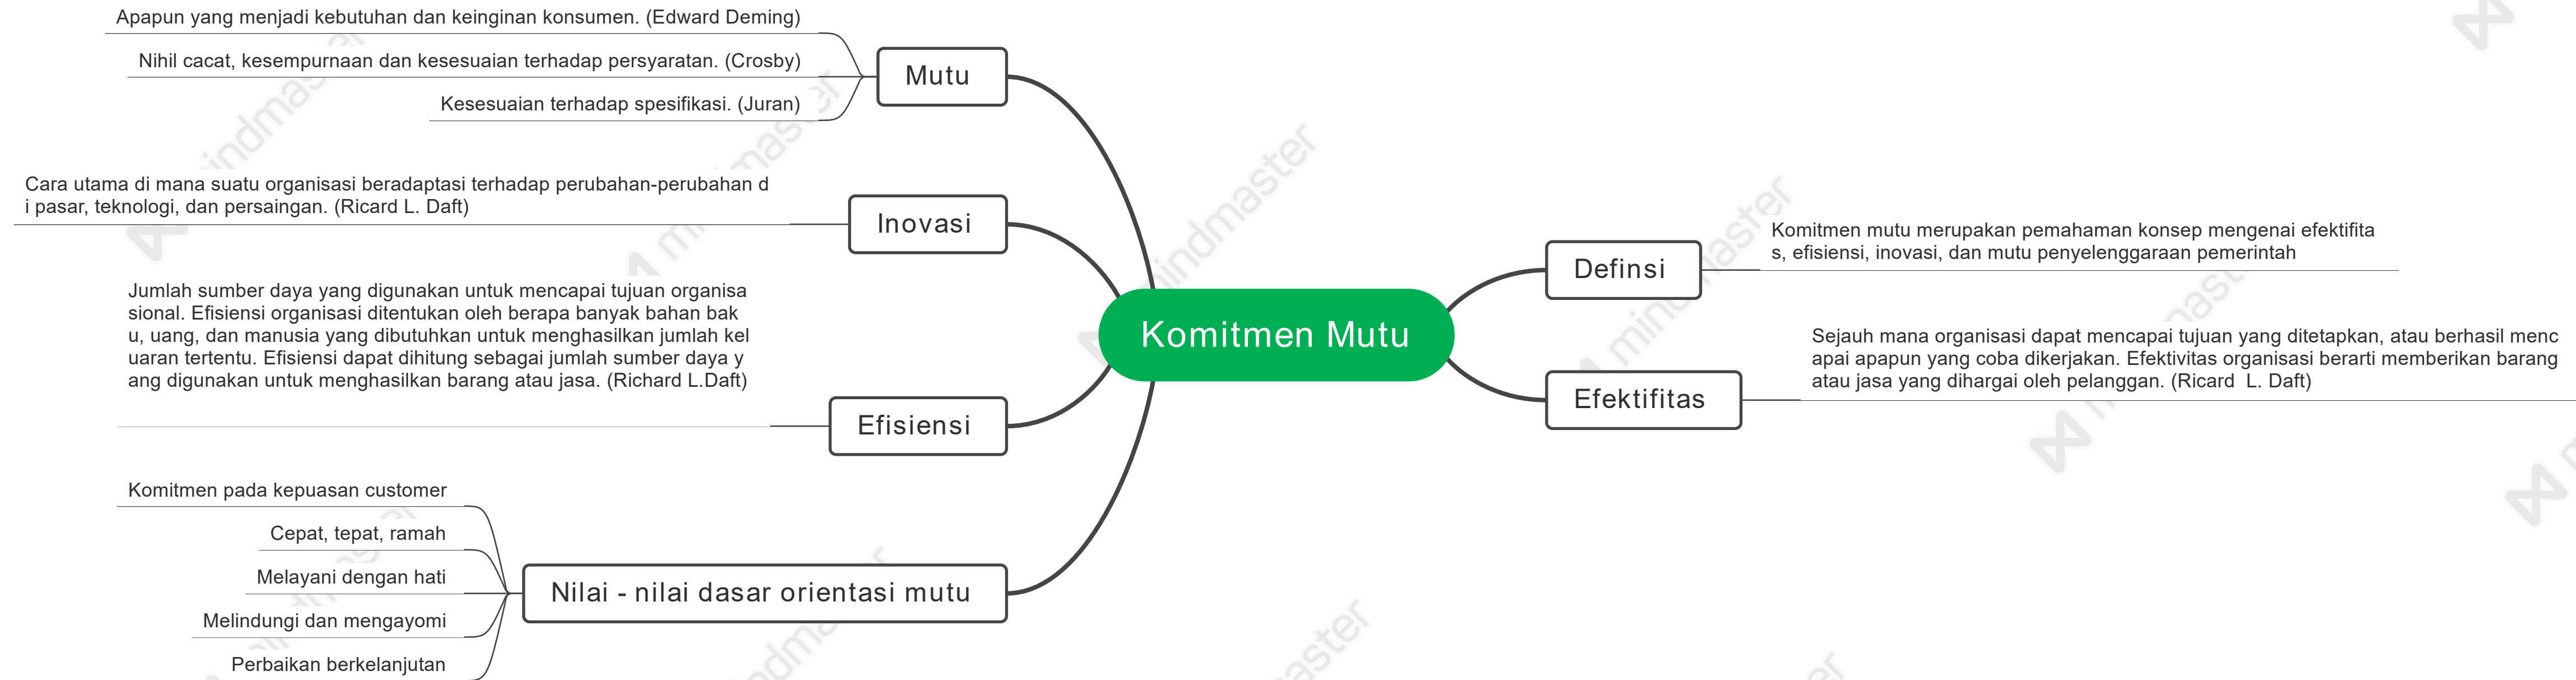 Komitmen Mutu
Definsi
Komitmen mutu merupakan pemahaman konsep mengenai efektifita
s, efisiensi, inovasi, dan mutu penyelenggaraan pemerintah
Efektifitas
Sejauh mana organisasi dapat mencapai tujuan yang ditetapkan, atau berhasil menc
apai apapun yang coba dikerjakan. Efektivitas organisasi berarti memberikan barang
atau jasa yang dihargai oleh pelanggan. (Ricard  L. Daft)
Mutu
Apapun yang menjadi kebutuhan dan keinginan konsumen. (Edward Deming)
Nihil cacat, kesempurnaan dan kesesuaian terhadap persyaratan. (Crosby)
Kesesuaian terhadap spesifikasi. (Juran)
Inovasi
Cara utama di mana suatu organisasi beradaptasi terhadap perubahan-perubahan d
i pasar, teknologi, dan persaingan. (Ricard L. Daft)
Efisiensi
Jumlah sumber daya yang digunakan untuk mencapai tujuan organisa
sional. Efisiensi organisasi ditentukan oleh berapa banyak bahan bak
u, uang, dan manusia yang dibutuhkan untuk menghasilkan jumlah kel
uaran tertentu. Efisiensi dapat dihitung sebagai jumlah sumber daya y
ang digunakan untuk menghasilkan barang atau jasa. (Richard L.Daft)
Nilai - nilai dasar orientasi mutu
Komitmen pada kepuasan customer
Cepat, tepat, ramah
Melayani dengan hati
Melindungi dan mengayomi
Perbaikan berkelanjutan
mindmaster
mindmaster
mindmaster
mindmaster